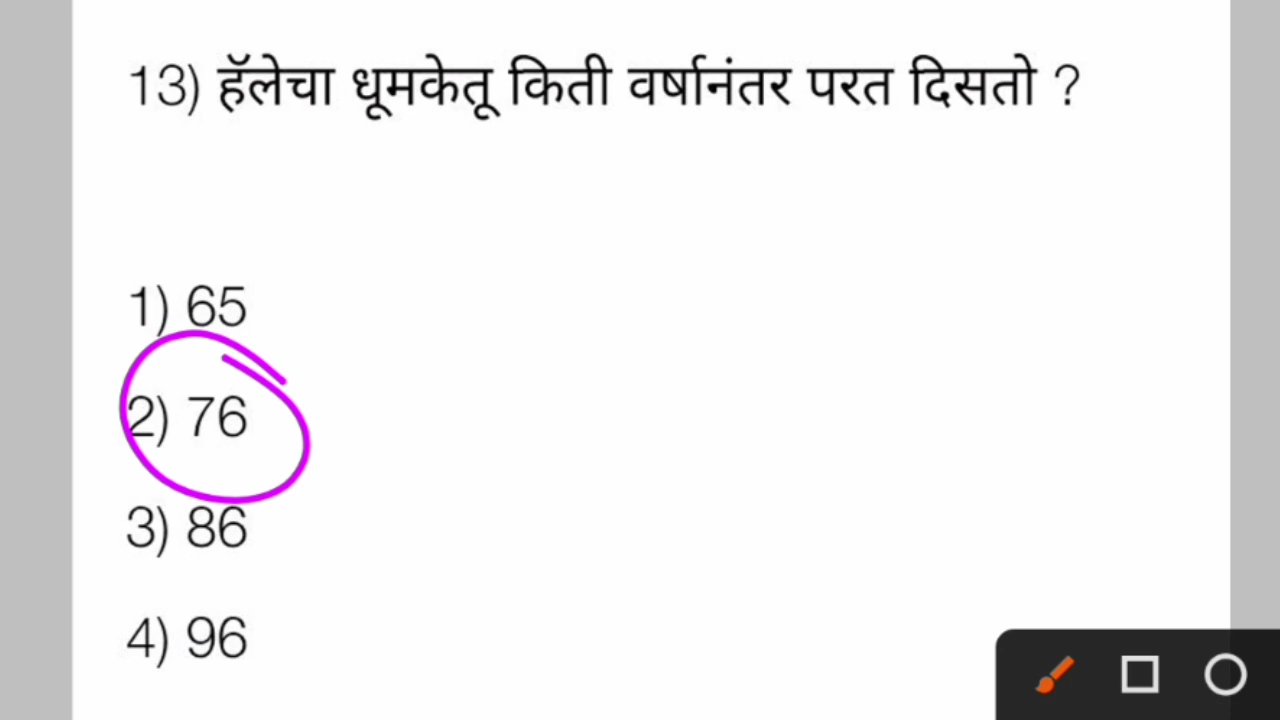 13) हॅलेचा धूमकेतू किती वर्षानंतर परत दिसतो ?
1) 65
2) 76
3) 86
4) 96